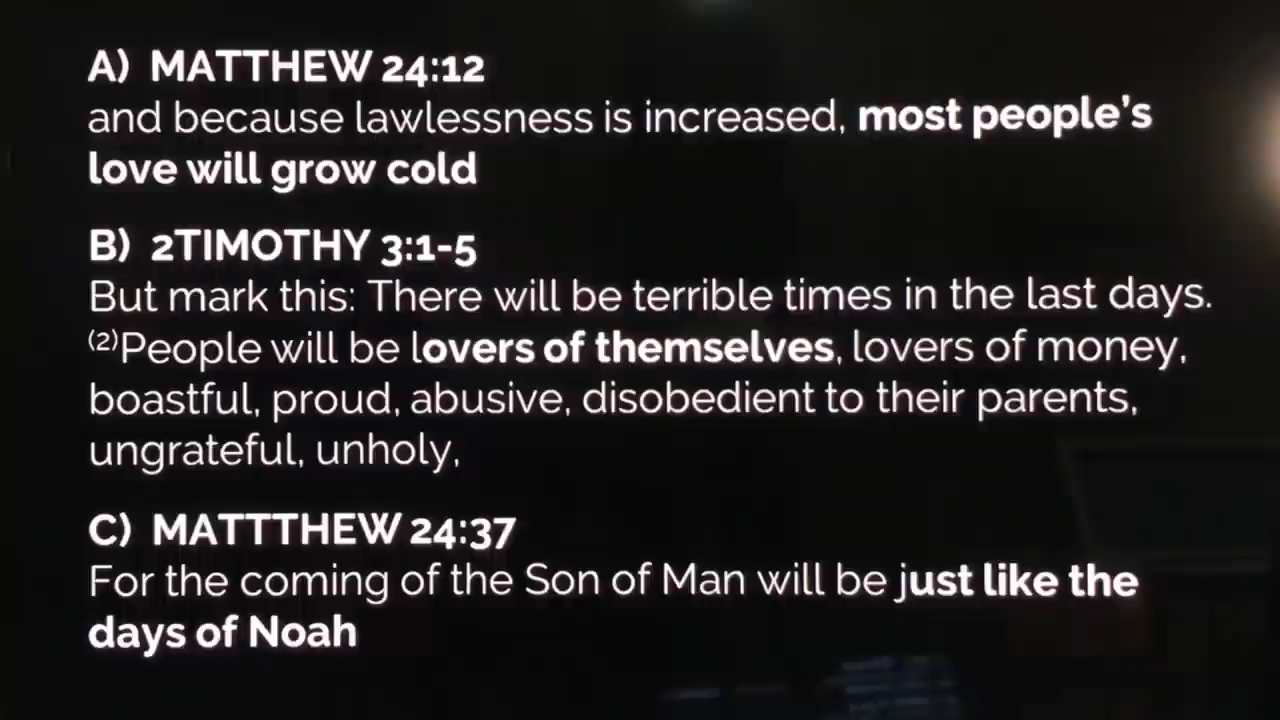 A) MATTHEW 24:12
and because lawlessness is increased, most people's
love will grow cold
B) 2TIMOTHY 3:1-5
But mark this: There will be terrible times in the last days.
(2)People will be lovers of themselves, lovers of money,
boastful, proud, abusive, disobedient to their parents,
ungrateful, unholy,
C) MATTTHEW 24:37
For the coming of the Son of Man will be just like the
days of Noah